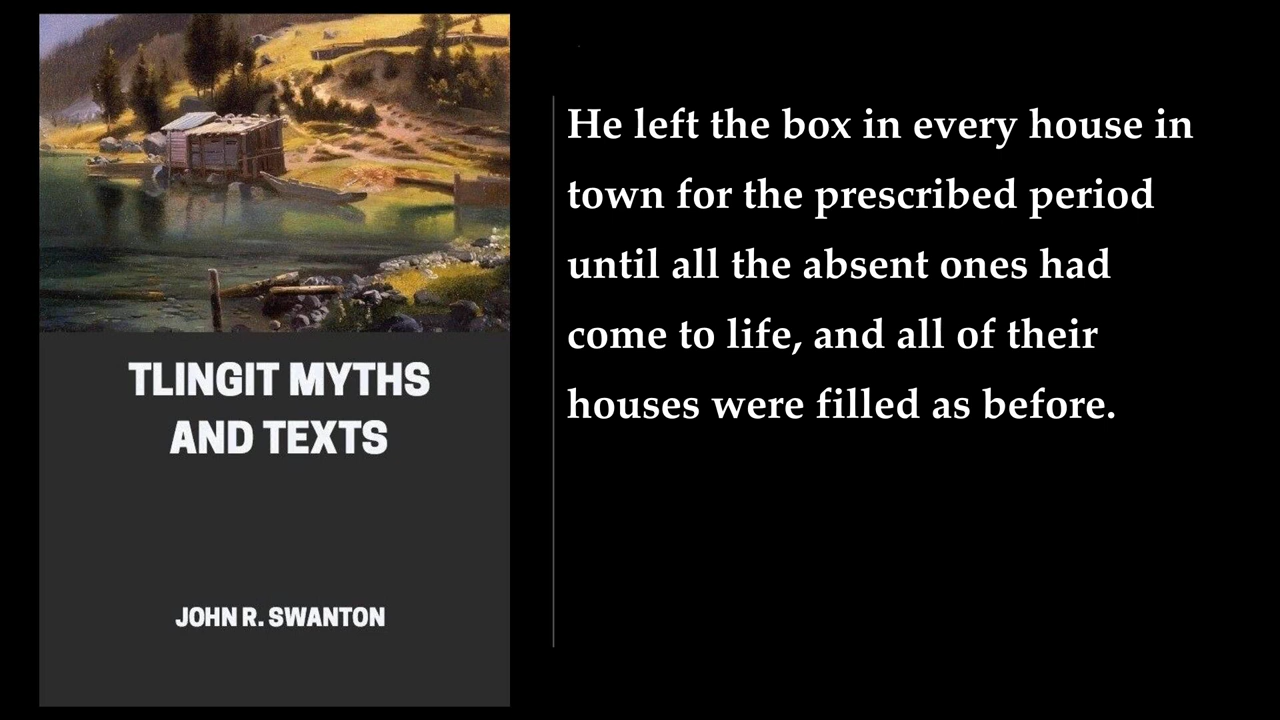 TLINGIT MYTHS
AND TEXTS
JOHN R. SWANTON
He left the box in every house in
town for the prescribed period
until all the absent ones had
come to life, and all of their
houses were filled as before.